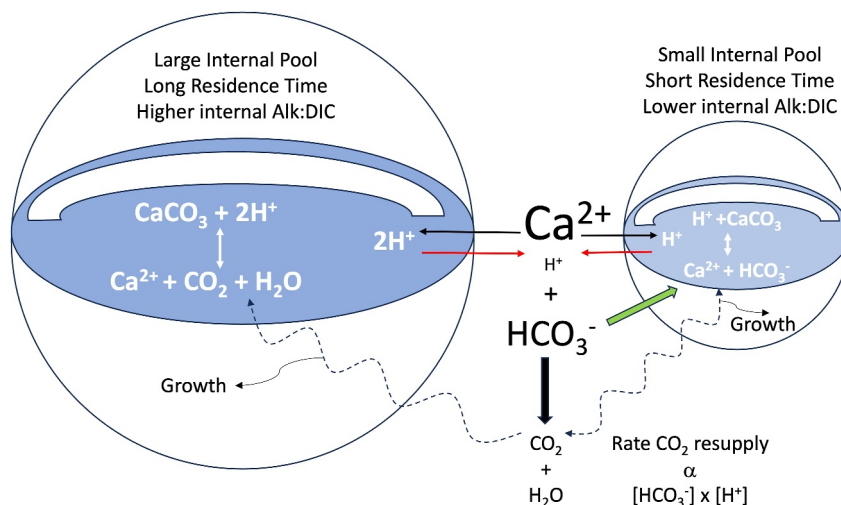 Large Internal Pool
Long Residence Time
Higher internal Alk:DIC
Small Internal Pool
Short Residence Time
Lower internal Alk:DIC
CaCO₃ + 2H⁺
2H⁺
Ca²⁺ + CO₂ + H₂O
Ca²⁺
H⁺
+
HCO₃⁻
H⁺ +CaCO₃
H⁺
Ca²⁺ + HCO₃⁻
Growth
Growth
CO₂
+
H₂O
Rate CO₂ resupply
α
[HCO₃⁻] x [H⁺]